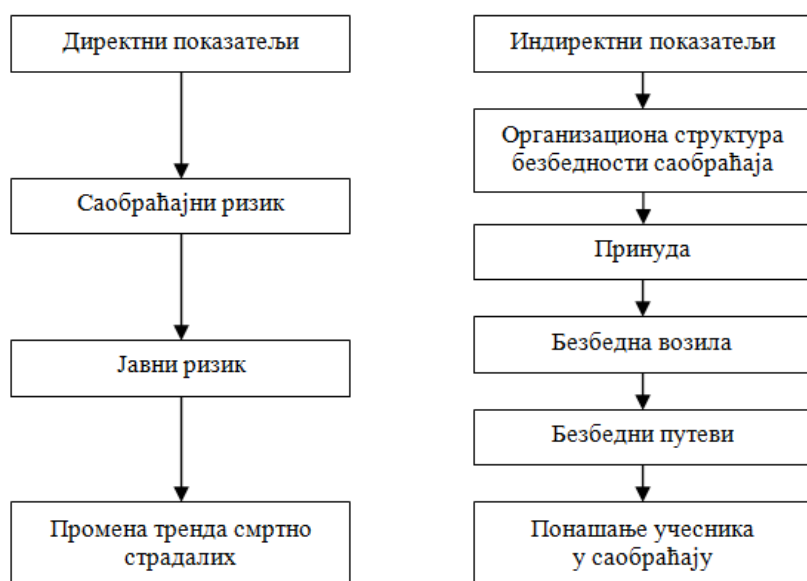 Директни показатељи
Саобраћајни ризик
Јавни ризик
Промена тренда смртно
страдалих
Индиректни показатељи
Организациона структура
безбедности саобраћаја
Принуда
Безбедна возила
Безбедни путеви
Понашање учесника
у саобраћају